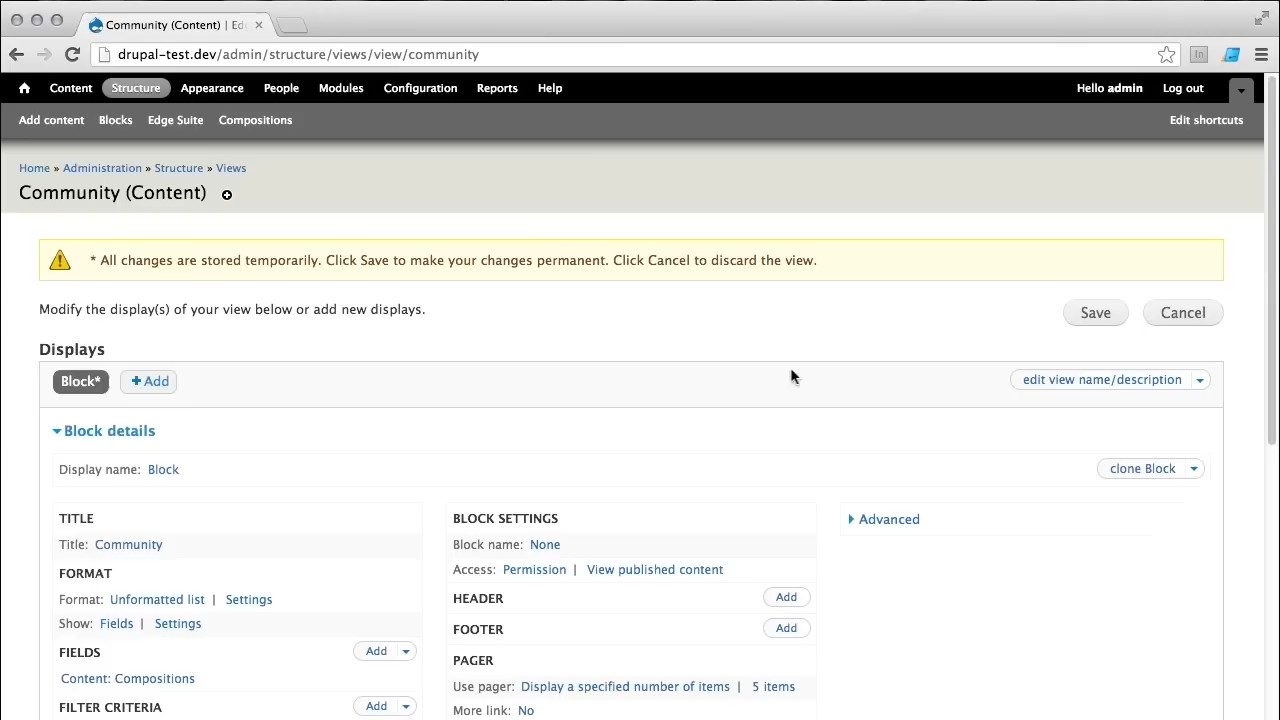 Community (Content) | Ede
drupal-test.dev/admin/structure/views/view/community
Content Structure Appearance People Modules Configuration Reports Help Hello admin Log out
Add content Blocks Edge Suite Compositions Edit shortcuts
Home » Administration » Structure » Views
Community (Content)
* All changes are stored temporarily. Click Save to make your changes permanent. Click Cancel to discard the view.
Modify the display(s) of your view below or add new displays.
Save Cancel
Displays
Block* + Add edit view name/description
Block details
Display name: Block clone Block
TITLE
Title: Community
FORMAT
Format: Unformatted list | Settings
Show: Fields | Settings
FIELDS Add
Content: Compositions
FILTER CRITERIA Add
BLOCK SETTINGS
Block name: None
Access: Permission | View published content
HEADER Add
FOOTER Add
PAGER
Use pager: Display a specified number of items | 5 items
More link: No
Advanced